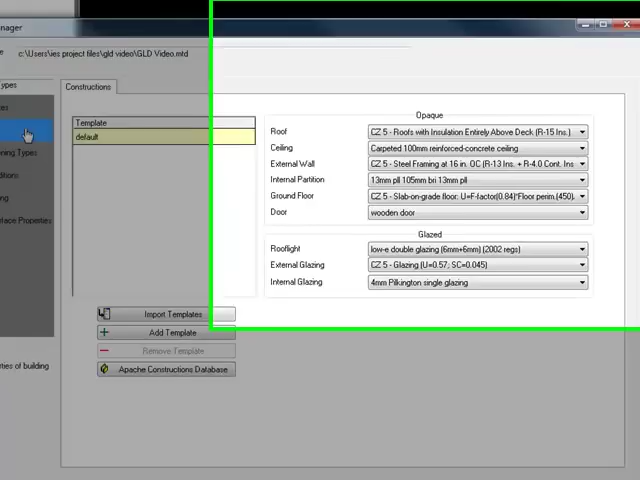 anager
c:\Users\ies project files\gld video\GLD Video.mtd
Constructions
Template
default
Opaque
Roof CZ 5 - Roofs with Insulation Entirely Above Deck (R-15 Ins.)
Ceiling Carpeted 100mm reinforced-concrete ceiling
External Wall CZ 5 - Steel Framing at 16 in. OC (R-13 Ins. + R-4.0 Cont. Ins
Internal Partition 13mm pll 105mm bri 13mm pll
Ground Floor CZ 5 - Slab-on-grade floor: U=F-factor(0.84)*Floor perim.(450),
Door wooden door
Glazed
Rooflight low-e double glazing (6mm+6mm) (2002 regs)
External Glazing CZ 5 - Glazing (U=0.57; SC=0.045)
Internal Glazing 4mm Pilkington single glazing
ypes
es
ening Types
ditions
ng
rface Properties
Import Templates
Add Template
Remove Template
Apache Constructions Database
rties of building